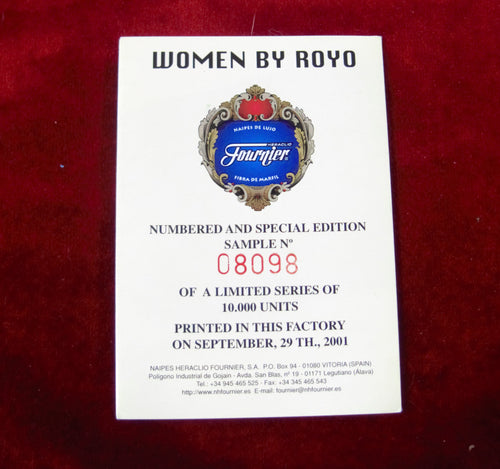 WOMEN BY ROYO
NAIPES DE LUJO
HERACLIO
Fournier®
FIBRA DE MARFIL
NUMBERED AND SPECIAL EDITION
SAMPLE Nº
08098
OF A LIMITED SERIES OF
10.000 UNITS
PRINTED IN THIS FACTORY
ON SEPTEMBER, 29 TH., 2001
NAIPES HERACLIO FOURNIER, S.A. P.O. Box 94 - 01080 VITORIA (SPAIN)
Polígono Industrial de Gojain - Avda. San Blas, nº 19 - 01171 Legutiano (Álava)
Tel.: +34 945 465 525 - Fax: +34 345 465 543
http://www.nhfournier.es E-mail: fournier@nhfournier.es